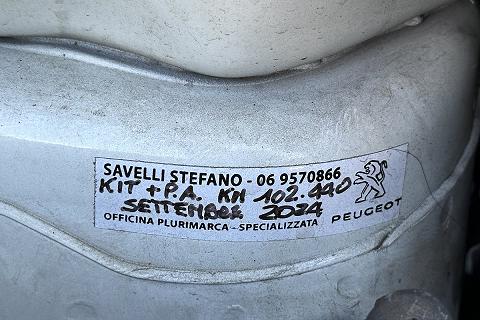 SAVELLI STEFANO - 06 9570866
KIT + P.A. KM 102.440
SETTEMBRE 2024
OFFICINA PLURIMARCA - SPECIALIZZATA
PEUGEOT